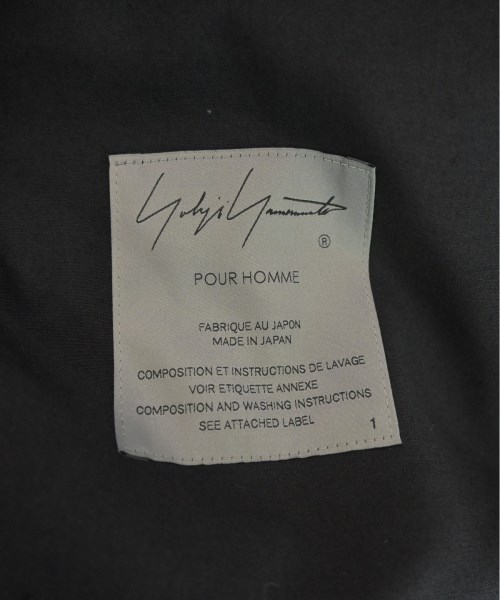 Yohji Yamamoto
®
POUR HOMME
FABRIQUE AU JAPON
MADE IN JAPAN
COMPOSITION ET INSTRUCTIONS DE LAVAGE
VOIR ETIQUETTE ANNEXE
COMPOSITION AND WASHING INSTRUCTIONS
SEE ATTACHED LABEL
1